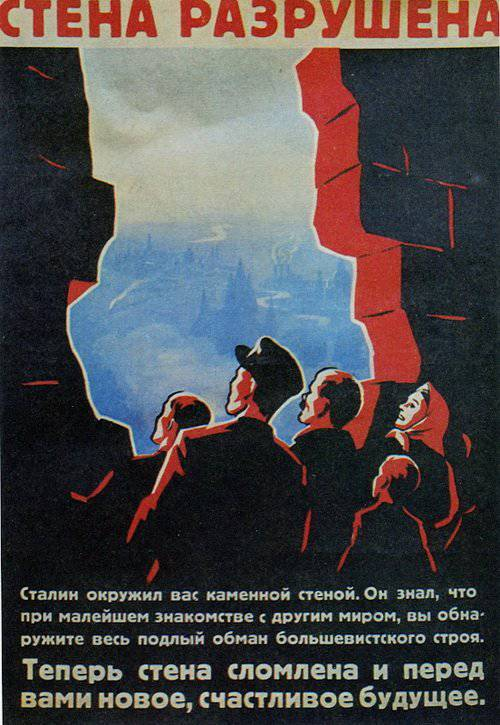 СТЕНА РАЗРУШЕНА
Сталин окружил вас каменной стеной. Он знал, что
при малейшем знакомстве с другим миром, вы обна-
ружите весь подлый обман большевистского строя.
Теперь стена сломлена и перед
вами новое, счастливое будущее.